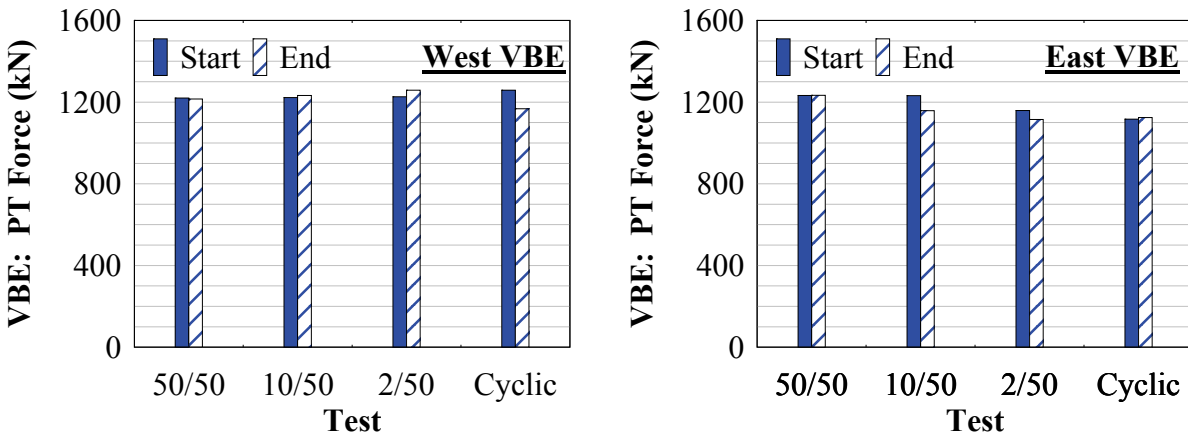 VBE: PT Force (kN)
1600
1200
800
400
0
Start
End
West VBE
50/50
10/50
2/50
Cyclic
Test
VBE: PT Force (kN)
1600
1200
800
400
0
Start
End
East VBE
50/50
10/50
2/50
Cyclic
Test